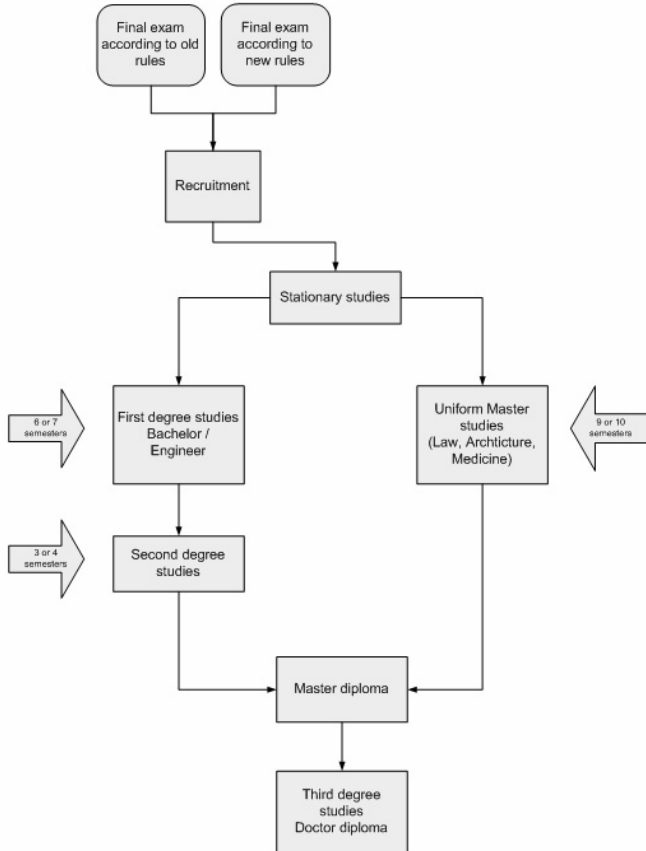 Final exam
according to old
rules
Final exam
according to
new rules
Recruitment
Stationary studies
6 or 7
semesters
First degree studies
Bachelor /
Engineer
Uniform Master
studies
(Law, Archticture,
Medicine)
9 or 10
semesters
3 or 4
semesters
Second degree
studies
Master diploma
Third degree
studies
Doctor diploma